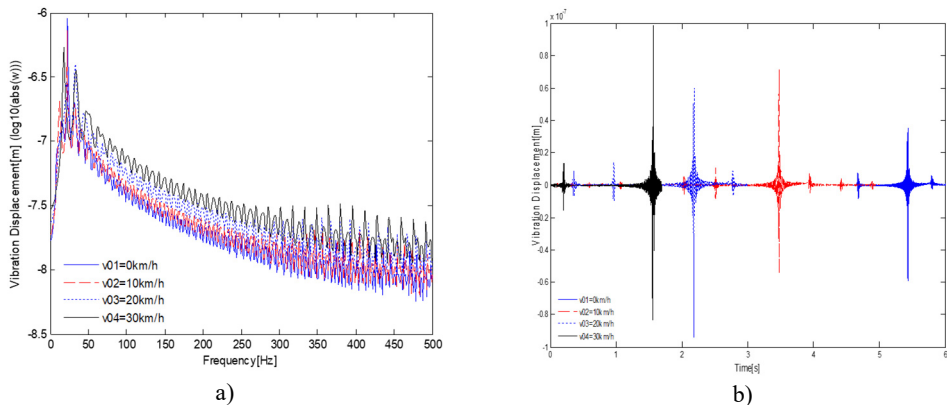 Vibration Displacement[m] (log10(abs(w)))
-6
-6.5
-7
-7.5
-8
-8.5
v01=0km/h
v02=10km/h
v03=20km/h
v04=30km/h
0 50 100 150 200 250 300 350 400 450 500
Frequency[Hz]
a)
x 10^-7
Vibration Displacement[m]
1
0.8
0.6
0.4
0.2
0
-0.2
-0.4
-0.6
-0.8
-1
v01=0km/h
v02=10km/h
v03=20km/h
v04=30km/h
0 1 2 3 4 5 6
Time[s]
b)